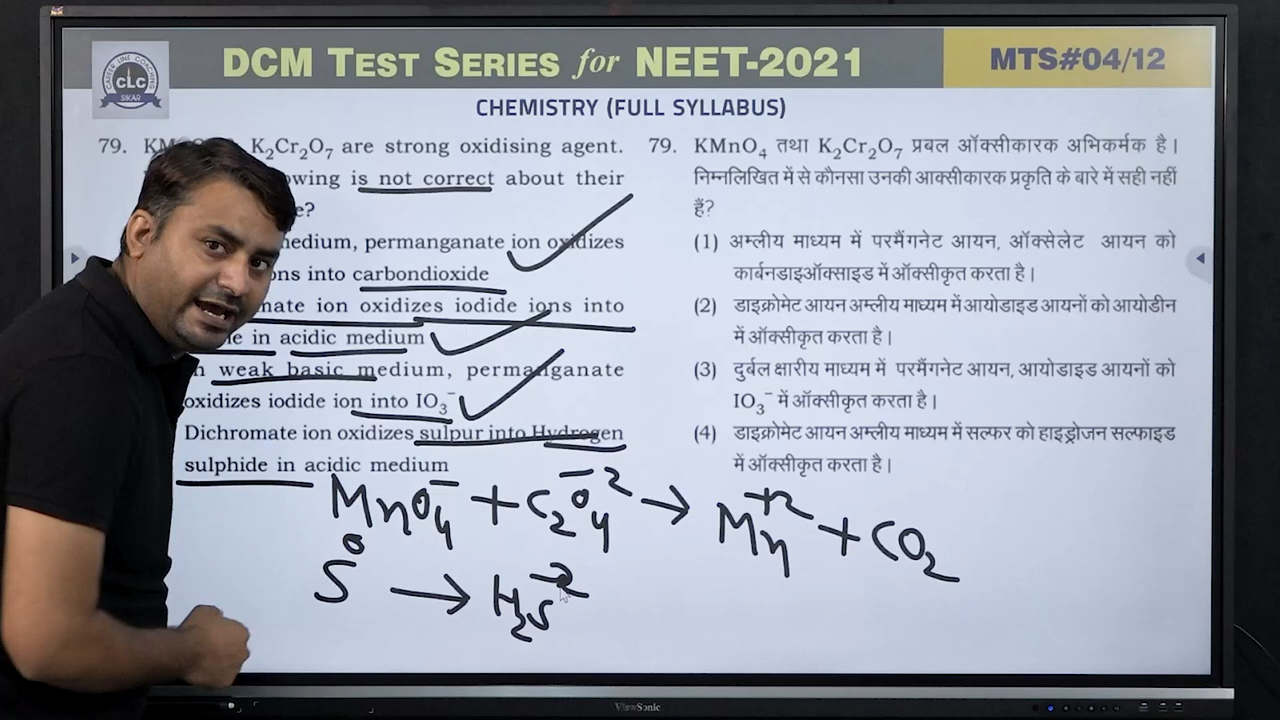 DCM TEST SERIES for NEET-2021
MTS#04/12
CLC
SIKAR
CHEMISTRY (FULL SYLLABUS)
79. K₂Cr₂O₇ are strong oxidising agent.
is not correct about their
medium, permanganate ion oxidizes
into carbondioxide
ion oxidizes iodide ions into
in acidic medium
weak basic medium, permanganate
oxidizes iodide ion into IO₃⁻
Dichromate ion oxidizes sulpur into Hydrogen
sulphide in acidic medium
79. KMnO₄ तथा K₂Cr₂O₇ प्रबल ऑक्सीकारक अभिकर्मक है।
निम्नलिखित में से कौनसा उनकी आक्सीकारक प्रकृति के बारे में सही नहीं
हैं?
(1) अम्लीय माध्यम में परमैंगनेट आयन, ऑक्सेलेट आयन को
कार्बनडाइऑक्साइड में ऑक्सीकृत करता है।
(2) डाइक्रोमेट आयन अम्लीय माध्यम में आयोडाइड आयनों को आयोडीन
में ऑक्सीकृत करता है।
(3) दुर्बल क्षारीय माध्यम में परमैंगनेट आयन, आयोडाइड आयनों को
IO₃⁻ में ऑक्सीकृत करता है।
(4) डाइक्रोमेट आयन अम्लीय माध्यम में सल्फर को हाइड्रोजन सल्फाइड
में ऑक्सीकृत करता है।
MnO₄⁻ + C₂O₄⁻² → Mn⁺² + CO₂
S⁰ → H₂S⁻²
ViewSonic